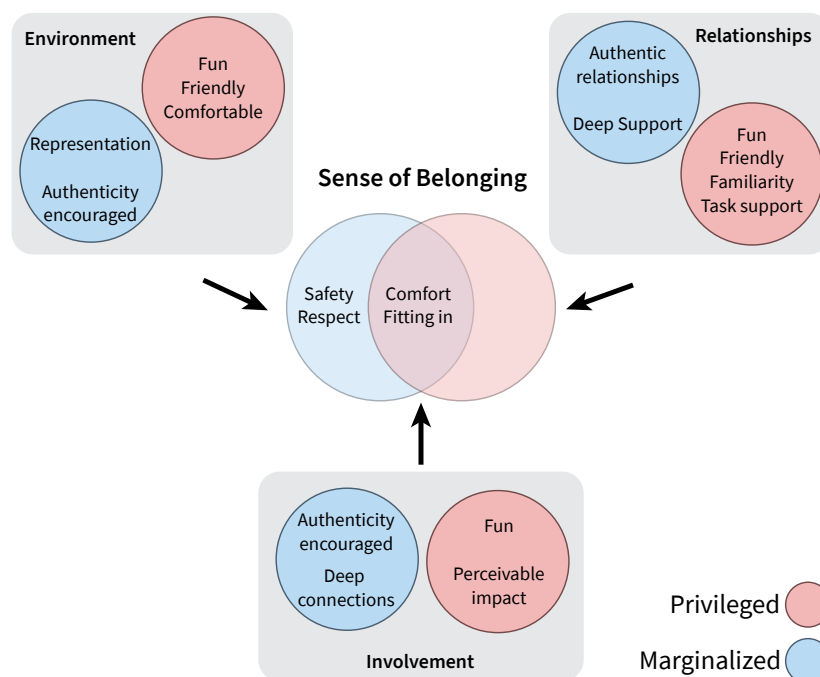 Environment
Fun
Friendly
Comfortable
Representation
Authenticity
encouraged
Relationships
Authentic
relationships
Deep Support
Fun
Friendly
Familiarity
Task support
Sense of Belonging
Safety
Respect
Comfort
Fitting in
Authenticity
encouraged
Deep
connections
Fun
Perceivable
impact
Involvement
Privileged
Marginalized